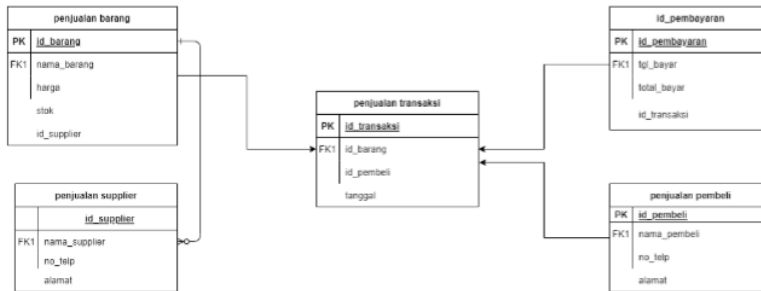 penjualan barang
PK id_barang
FK1 nama_barang
harga
stok
id_supplier
penjualan supplier
id_supplier
FK1 nama_supplier
no_telp
alamat
penjualan transaksi
PK id_transaksi
FK1 id_barang
id_pembeli
tanggal
id_pembayaran
PK id_pembayaran
FK1 tgl_bayar
total_bayar
id_transaksi
penjualan pembeli
PK id_pembeli
FK1 nama_pembeli
no_telp
alamat